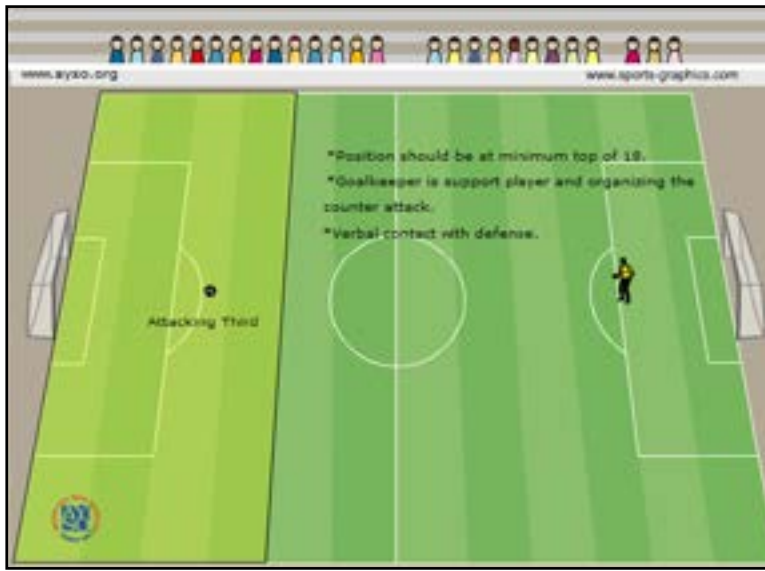 www.ayso.org
www.sports-graphics.com
*Position should be at minimum top of 18.
*Goalkeeper is support player and organizing the
counter attack.
*Verbal contact with defense.
Attacking Third